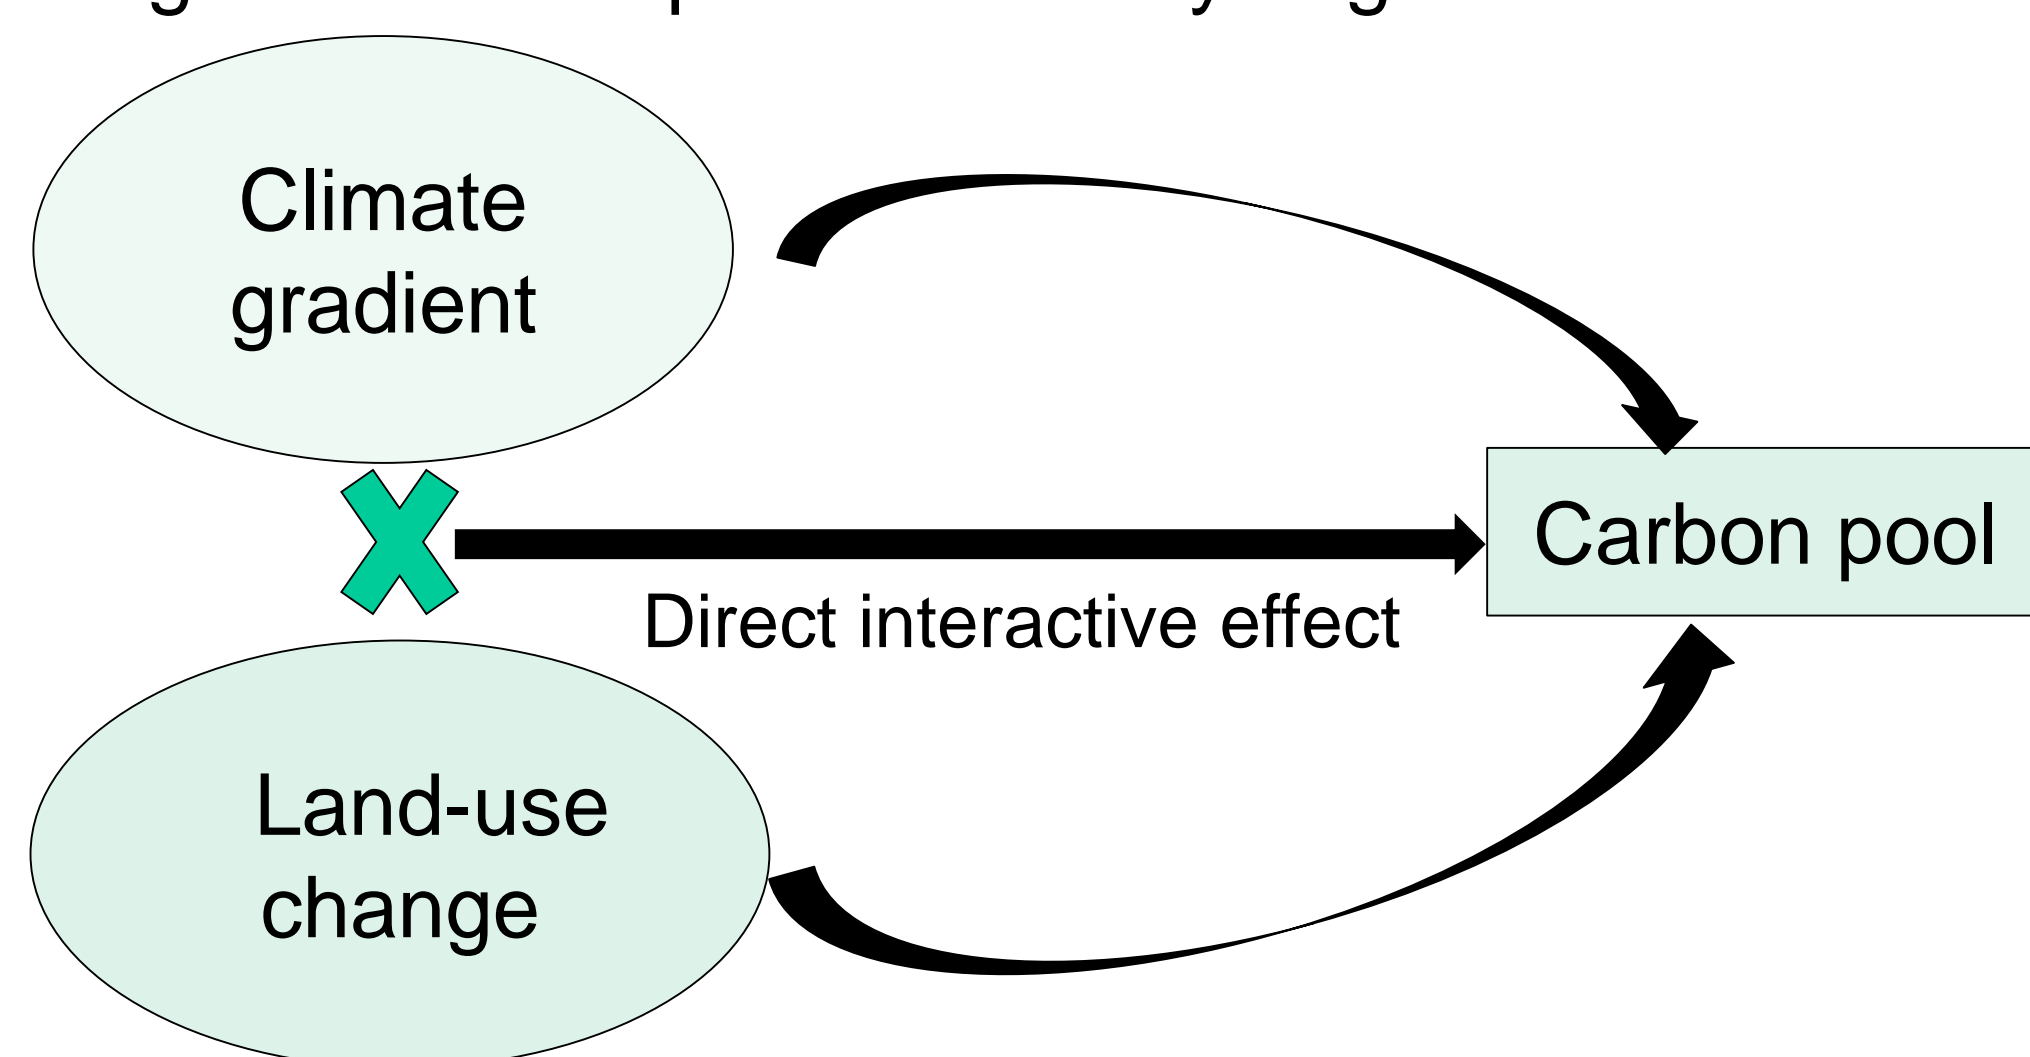 Climate
gradient
Carbon pool
Direct interactive effect
Land-use
change